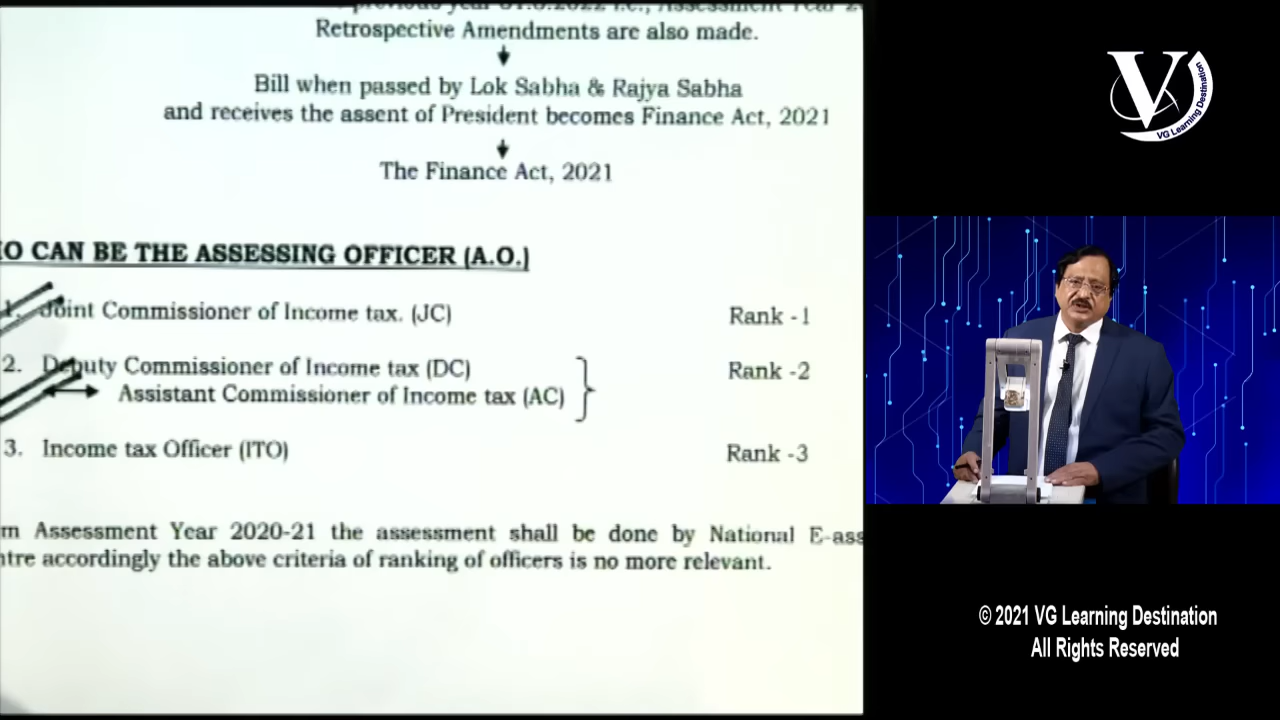 Retrospective Amendments are also made.
Bill when passed by Lok Sabha & Rajya Sabha
and receives the assent of President becomes Finance Act, 2021
The Finance Act, 2021
O CAN BE THE ASSESSING OFFICER (A.O.)
1. Joint Commissioner of Income tax. (JC) Rank -1
2. Deputy Commissioner of Income tax (DC) Rank -2
Assistant Commissioner of Income tax (AC)
3. Income tax Officer (ITO) Rank -3
m Assessment Year 2020-21 the assessment shall be done by National E-ass
ntre accordingly the above criteria of ranking of officers is no more relevant.
V
VG Learning Destination
© 2021 VG Learning Destination
All Rights Reserved